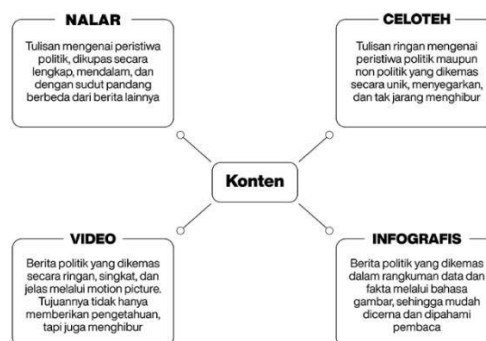 NALAR
Tulisan mengenai peristiwa
politik, dikupas secara
lengkap, mendalam, dan
dengan sudut pandang
berbeda dari berita lainnya
CELOTEH
Tulisan ringan mengenai
peristiwa politik maupun
non politik yang dikemas
secara unik, menyegarkan,
dan tak jarang menghibur
Konten
VIDEO
Berita politik yang dikemas
secara ringan, singkat, dan
jelas melalui motion picture.
Tujuannya tidak hanya
memberikan pengetahuan,
tapi juga menghibur
INFOGRAFIS
Berita politik yang dikemas
dalam rangkuman data dan
fakta melalui bahasa
gambar, sehingga mudah
dicerna dan dipahami
pembaca